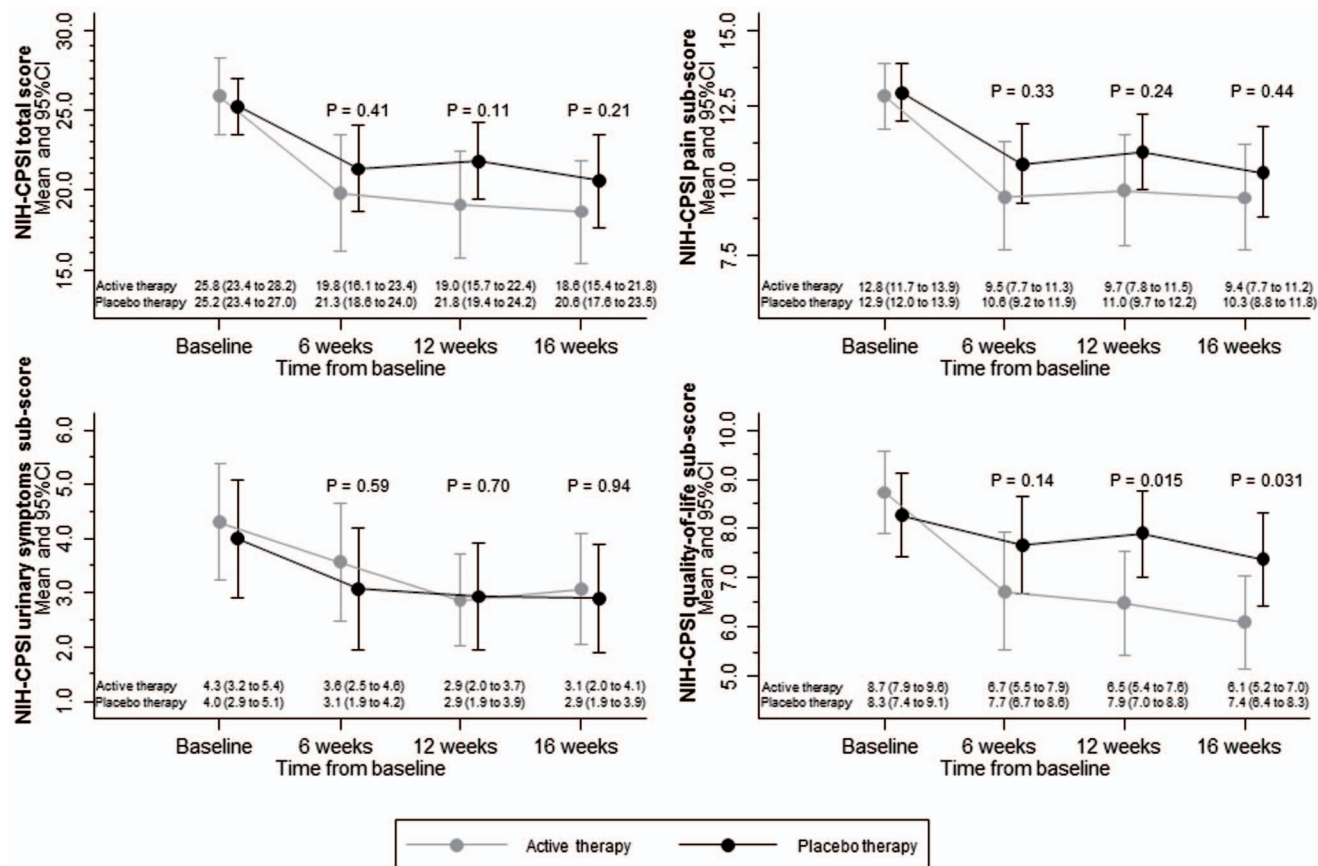 NIH-CPSI total score
Mean and 95%CI
30.0
25.0
20.0
15.0
P = 0.41 P = 0.11 P = 0.21
Active therapy 25.8 (23.4 to 28.2) 19.8 (16.1 to 23.4) 19.0 (15.7 to 22.4) 18.6 (15.4 to 21.8)
Placebo therapy 25.2 (23.4 to 27.0) 21.3 (18.6 to 24.0) 21.8 (19.4 to 24.2) 20.6 (17.6 to 23.5)
Baseline 6 weeks 12 weeks 16 weeks
Time from baseline
NIH-CPSI pain sub-score
Mean and 95%CI
15.0
12.5
10.0
7.5
P = 0.33 P = 0.24 P = 0.44
Active therapy 12.8 (11.7 to 13.9) 9.5 (7.7 to 11.3) 9.7 (7.8 to 11.5) 9.4 (7.7 to 11.2)
Placebo therapy 12.9 (12.0 to 13.9) 10.6 (9.2 to 11.9) 11.0 (9.7 to 12.2) 10.3 (8.8 to 11.8)
Baseline 6 weeks 12 weeks 16 weeks
Time from baseline
NIH-CPSI urinary symptoms sub-score
Mean and 95%CI
6.0
5.0
4.0
3.0
2.0
1.0
P = 0.59 P = 0.70 P = 0.94
Active therapy 4.3 (3.2 to 5.4) 3.6 (2.5 to 4.6) 2.9 (2.0 to 3.7) 3.1 (2.0 to 4.1)
Placebo therapy 4.0 (2.9 to 5.1) 3.1 (1.9 to 4.2) 2.9 (1.9 to 3.9) 2.9 (1.9 to 3.9)
Baseline 6 weeks 12 weeks 16 weeks
Time from baseline
NIH-CPSI quality-of-life sub-score
Mean and 95%CI
10.0
9.0
8.0
7.0
6.0
5.0
P = 0.14 P = 0.015 P = 0.031
Active therapy 8.7 (7.9 to 9.6) 6.7 (5.5 to 7.9) 6.5 (5.4 to 7.6) 6.1 (5.2 to 7.0)
Placebo therapy 8.3 (7.4 to 9.1) 7.7 (6.7 to 8.6) 7.9 (7.0 to 8.8) 7.4 (6.4 to 8.3)
Baseline 6 weeks 12 weeks 16 weeks
Time from baseline
Active therapy Placebo therapy